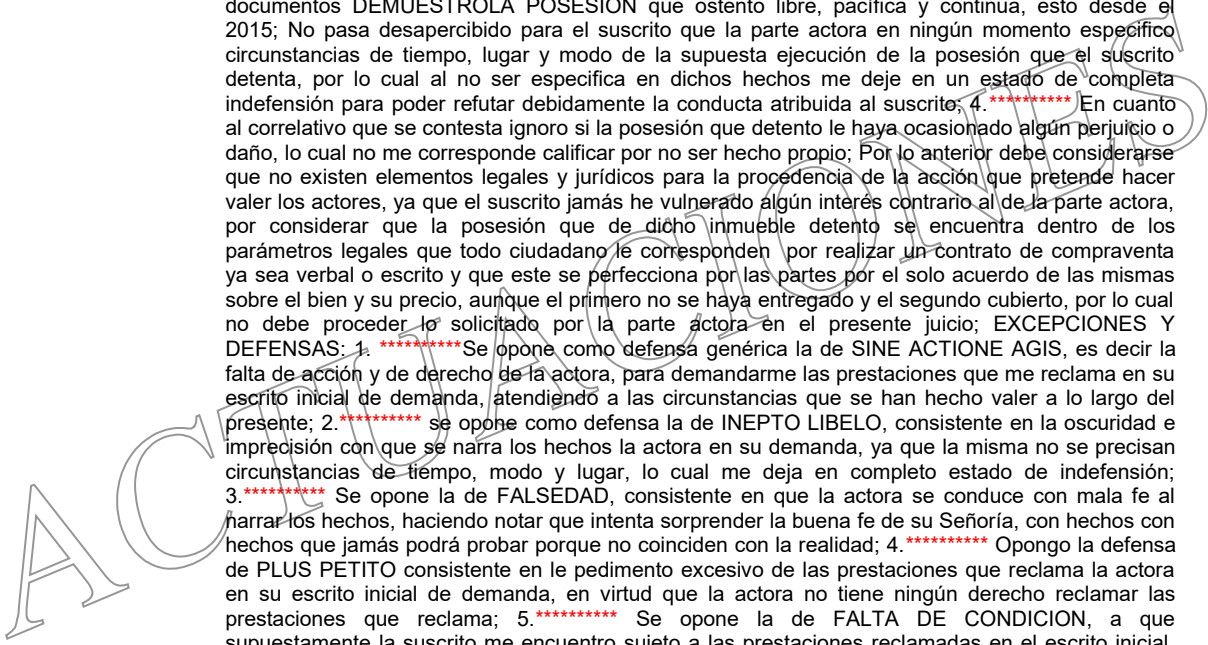 documentos DEMUESTROLA POSESIÓN que ostento libre, pacífica y continua, esto desde el
2015; No pasa desapercibido para el suscrito que la parte actora en ningún momento especifico
circunstancias de tiempo, lugar y modo de la supuesta ejecución de la posesión que el suscrito
detenta, por lo cual al no ser especifica en dichos hechos me deje en un estado de completa
indefensión para poder refutar debidamente la conducta atribuida al suscrito; 4.********** En cuanto
al correlativo que se contesta ignoro si la posesión que detento le haya ocasionado algún perjuicio o
daño, lo cual no me corresponde calificar por no ser hecho propio; Por lo anterior debe considerarse
que no existen elementos legales y jurídicos para la procedencia de la acción que pretende hacer
valer los actores, ya que el suscrito jamás he vulnerado algún interés contrario al de la parte actora,
por considerar que la posesión que de dicho inmueble detento se encuentra dentro de los
parámetros legales que todo ciudadano le corresponden por realizar un contrato de compraventa
ya sea verbal o escrito y que este se perfecciona por las partes por el solo acuerdo de las mismas
sobre el bien y su precio, aunque el primero no se haya entregado y el segundo cubierto, por lo cual
no debe proceder lo solicitado por la parte actora en el presente juicio; EXCEPCIONES Y
DEFENSAS: 1. **********Se opone como defensa genérica la de SINE ACTIONE AGIS, es decir la
falta de acción y de derecho de la actora, para demandarme las prestaciones que me reclama en su
escrito inicial de demanda, atendiendo a las circunstancias que se han hecho valer a lo largo del
presente; 2.********** se opone como defensa la de INEPTO LIBELO, consistente en la oscuridad e
imprecisión con que se narra los hechos la actora en su demanda, ya que la misma no se precisan
circunstancias de tiempo, modo y lugar, lo cual me deja en completo estado de indefensión;
3.********** Se opone la de FALSEDAD, consistente en que la actora se conduce con mala fe al
narrar los hechos, haciendo notar que intenta sorprender la buena fe de su Señoría, con hechos con
hechos que jamás podrá probar porque no coinciden con la realidad; 4.********** Opongo la defensa
de PLUS PETITO consistente en le pedimento excesivo de las prestaciones que reclama la actora
en su escrito inicial de demanda, en virtud que la actora no tiene ningún derecho reclamar las
prestaciones que reclama; 5.********** Se opone la de FALTA DE CONDICION, a que
supuestamente la suscrito me encuentro sujeto a las prestaciones reclamadas en el escrito inicial,
ACTUACIONES